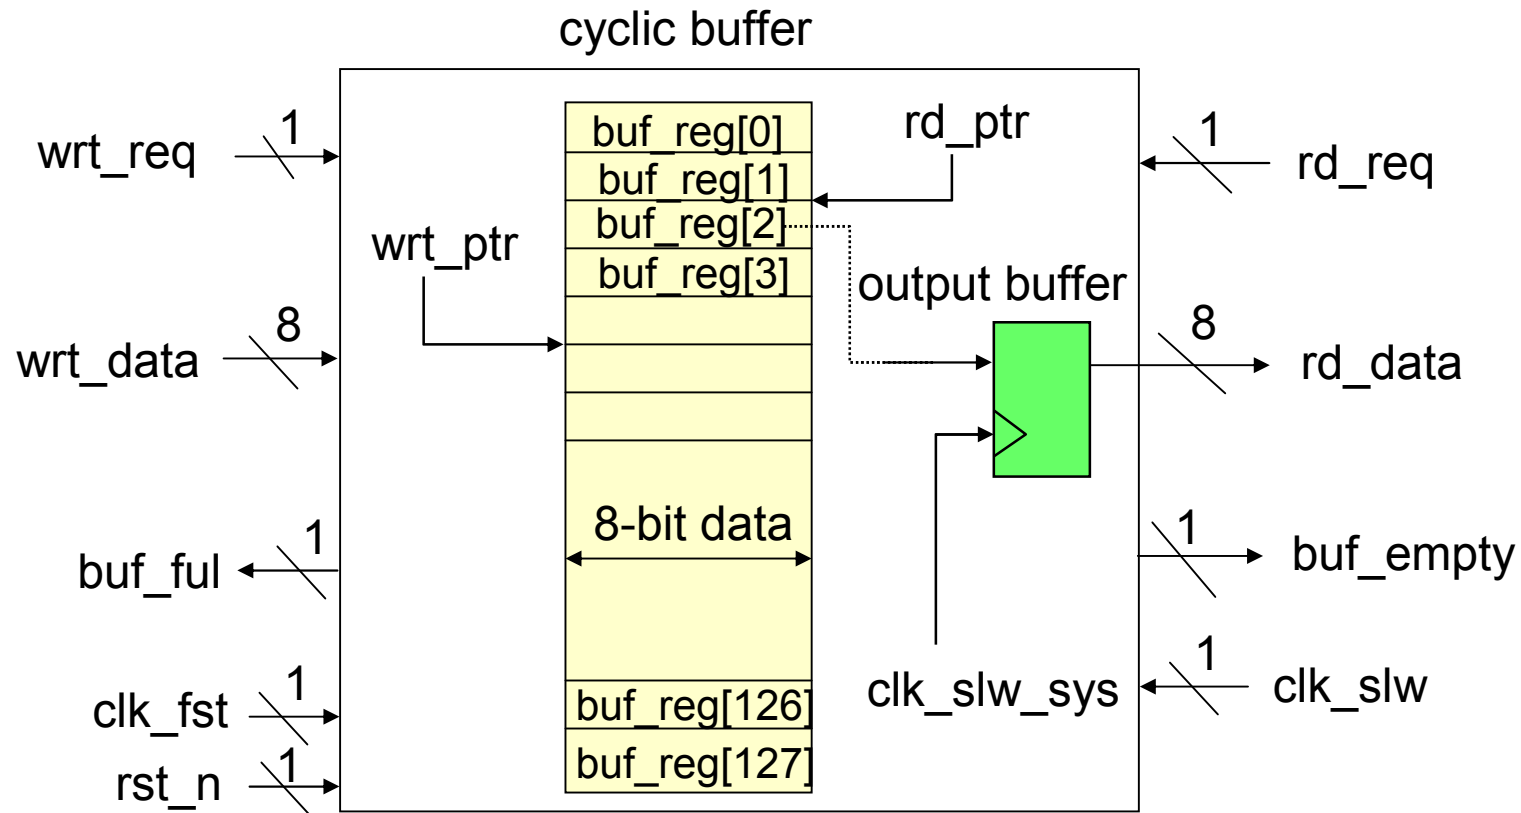 cyclic buffer
wrt_req
1
wrt_data
8
buf_ful
1
clk_fst
1
rst_n
1
wrt_ptr
buf_reg[0]
buf_reg[1]
buf_reg[2]
buf_reg[3]
8-bit data
buf_reg[126]
buf_reg[127]
rd_ptr
output buffer
clk_slw_sys
1
rd_req
8
rd_data
1
buf_empty
1
clk_slw